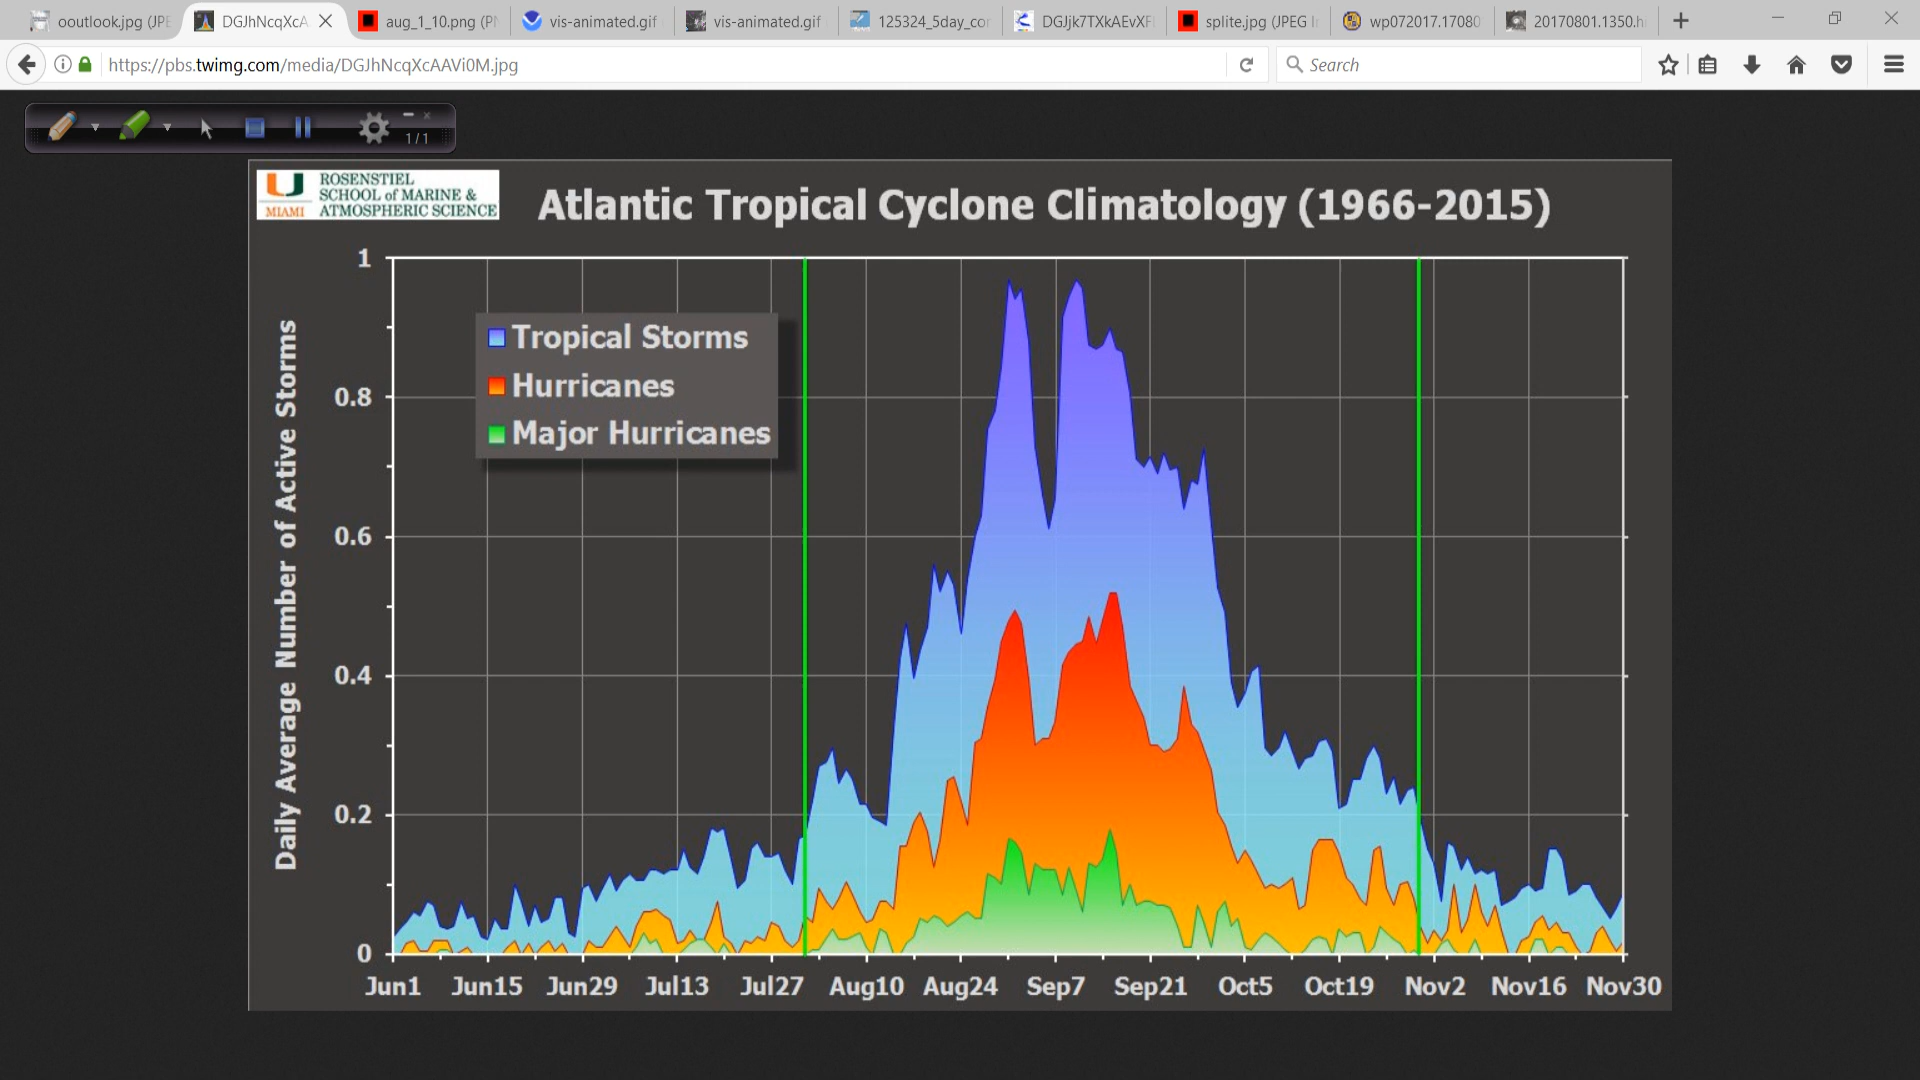 ooutlook.jpg (JPE
DGJhNcqXcA
aug_1_10.png (PN
vis-animated.gif
vis-animated.gif
125324_5day_cor
DGJjk7TXkAEvXF
splite.jpg (JPEG I
wp072017.17080
20170801.1350.h
https://pbs.twimg.com/media/DGJhNcqXcAAVi0M.jpg
Search
1/1
U
MIAMI
ROSENSTIEL
SCHOOL of MARINE &
ATMOSPHERIC SCIENCE
Atlantic Tropical Cyclone Climatology (1966-2015)
Daily Average Number of Active Storms
1
0.8
0.6
0.4
0.2
0
Tropical Storms
Hurricanes
Major Hurricanes
Jun1 Jun15 Jun29 Jul13 Jul27 Aug10 Aug24 Sep7 Sep21 Oct5 Oct19 Nov2 Nov16 Nov30